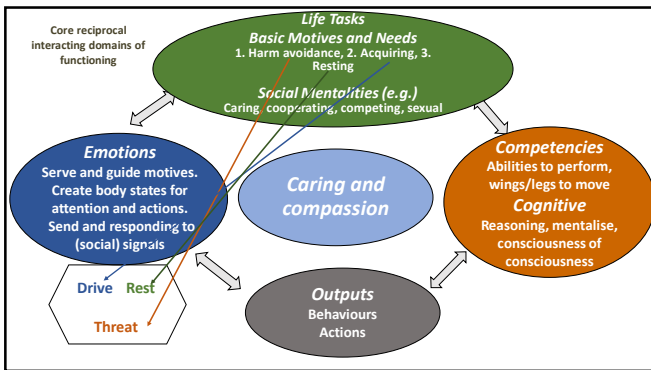 Core reciprocal
interacting domains of
functioning
Life Tasks
Basic Motives and Needs
1. Harm avoidance, 2. Acquiring, 3.
Resting
Social Mentalities (e.g.)
Caring, cooperating, competing, sexual
Emotions
Serve and guide motives.
Create body states for
attention and actions.
Send and responding to
(social) signals
Caring and
compassion
Competencies
Abilities to perform,
wings/legs to move
Cognitive
Reasoning, mentalise,
consciousness of
consciousness
Drive Rest
Threat
Outputs
Behaviours
Actions